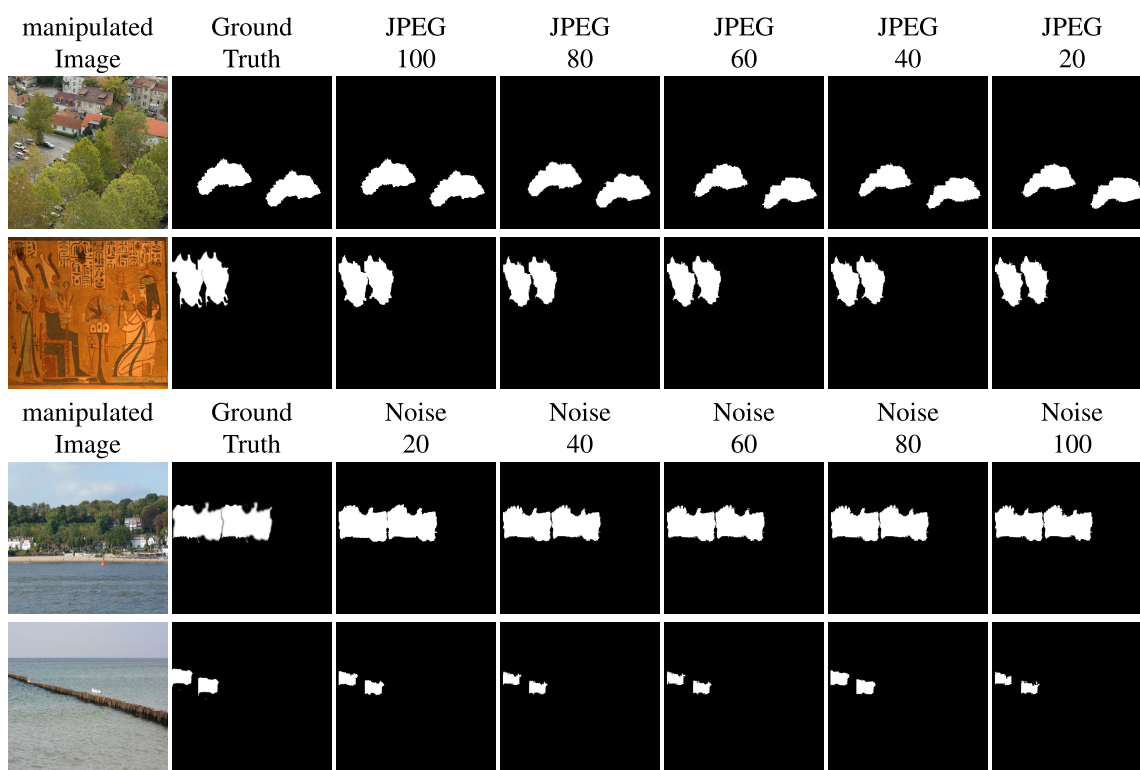 manipulated Ground JPEG JPEG JPEG JPEG JPEG
Image Truth 100 80 60 40 20
manipulated Ground Noise Noise Noise Noise Noise
Image Truth 20 40 60 80 100